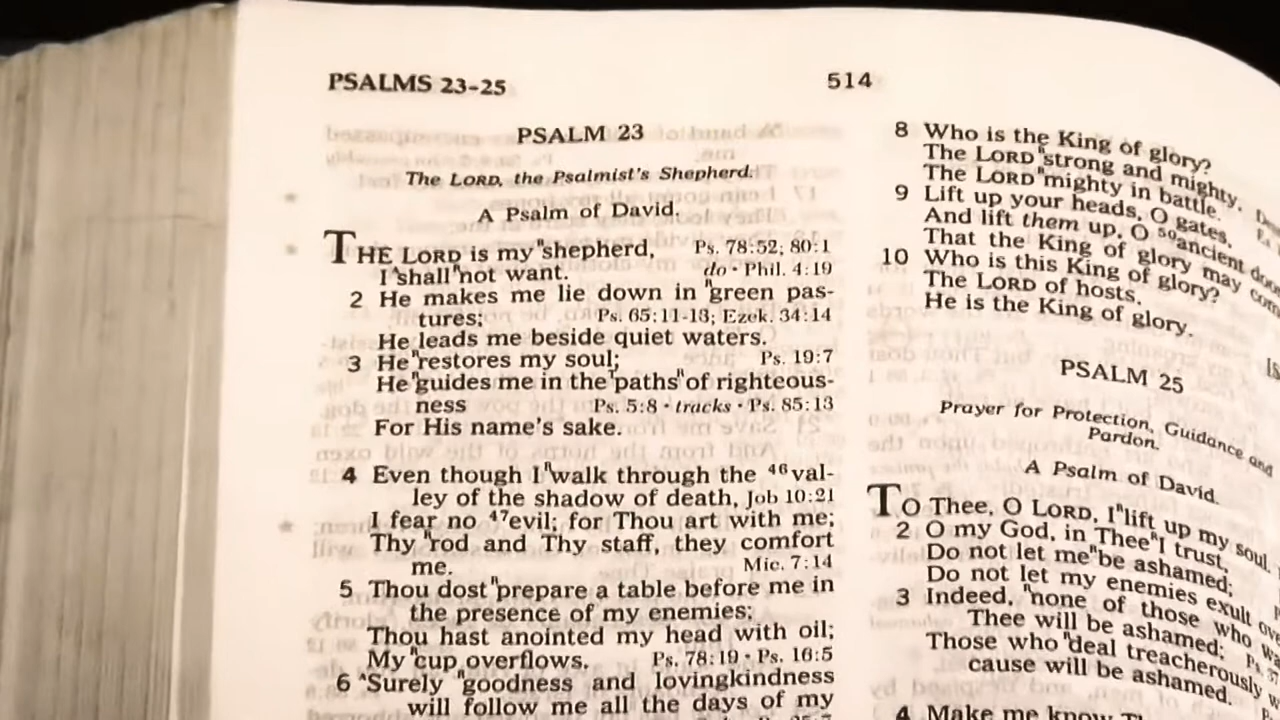 PSALMS 23-25
514
PSALM 23
The LORD, the Psalmist's Shepherd.
A Psalm of David.
THE LORD is my "shepherd, Ps. 78:52; 80:1
I "shall "not want. do · Phil. 4:19
2 He makes me lie down in "green pas-
tures; Ps. 65:11-13; Ezek. 34:14
He leads me beside quiet waters.
3 He "restores my soul; Ps. 19:7
He "guides me in the "paths" of righteous-
ness Ps. 5:8 · tracks · Ps. 85:13
For His name's sake.
4 Even though I "walk through the 46val-
ley of the shadow of death, Job 10:21
I fear no 47evil; for Thou art with me;
Thy "rod and Thy staff, they comfort
me. Mic. 7:14
5 Thou dost "prepare a table before me in
the presence of my enemies;
Thou hast anointed my head with oil;
My "cup overflows. Ps. 78:19 · Ps. 16:5
6 "Surely "goodness and lovingkindness
will follow me all the days of my
8 Who is the King of glory?
The LORD "strong and mighty,
The LORD "mighty in battle.
9 Lift up your heads, O gates,
And lift them up, O 50ancient
That the King of glory may
10 Who is this King of glory?
The LORD of hosts,
He is the King of glory.
PSALM 25
Prayer for Protection, Guidance and
Pardon.
A Psalm of David.
TO Thee, O LORD, I "lift up my soul.
2 O my God, in Thee "I trust,
Do not let me "be ashamed;
Do not let my enemies exult
3 Indeed, "none of those who
Thee will be ashamed;
Those who "deal treacherously
cause will be ashamed.
4 Make me know